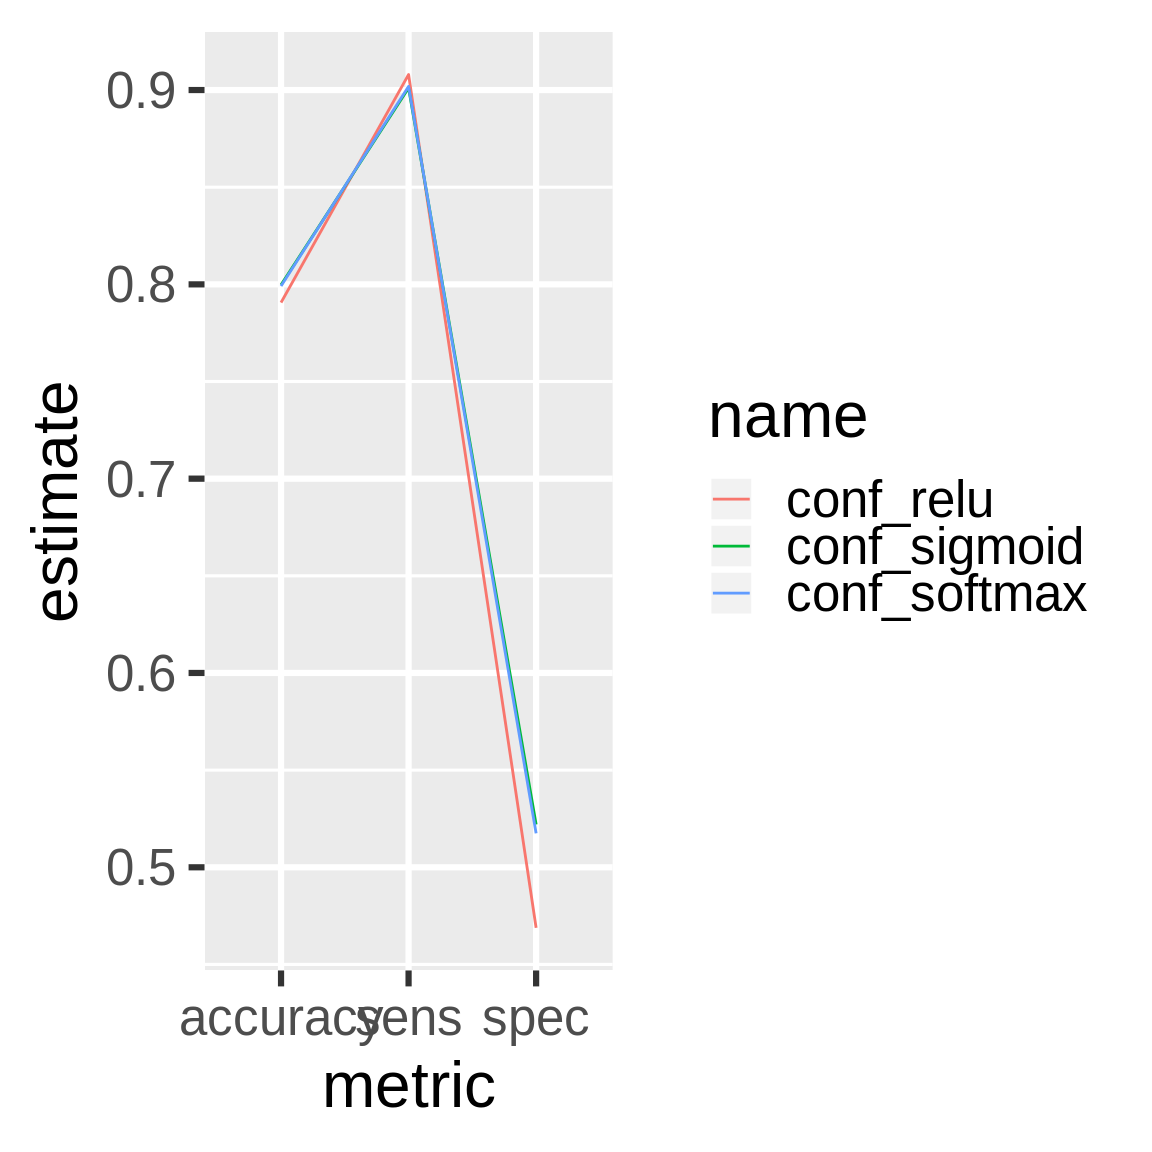 0.9
0.8
0.7
0.6
0.5
estimate
accuracy
sens
spec
metric
name
conf_relu
conf_sigmoid
conf_softmax